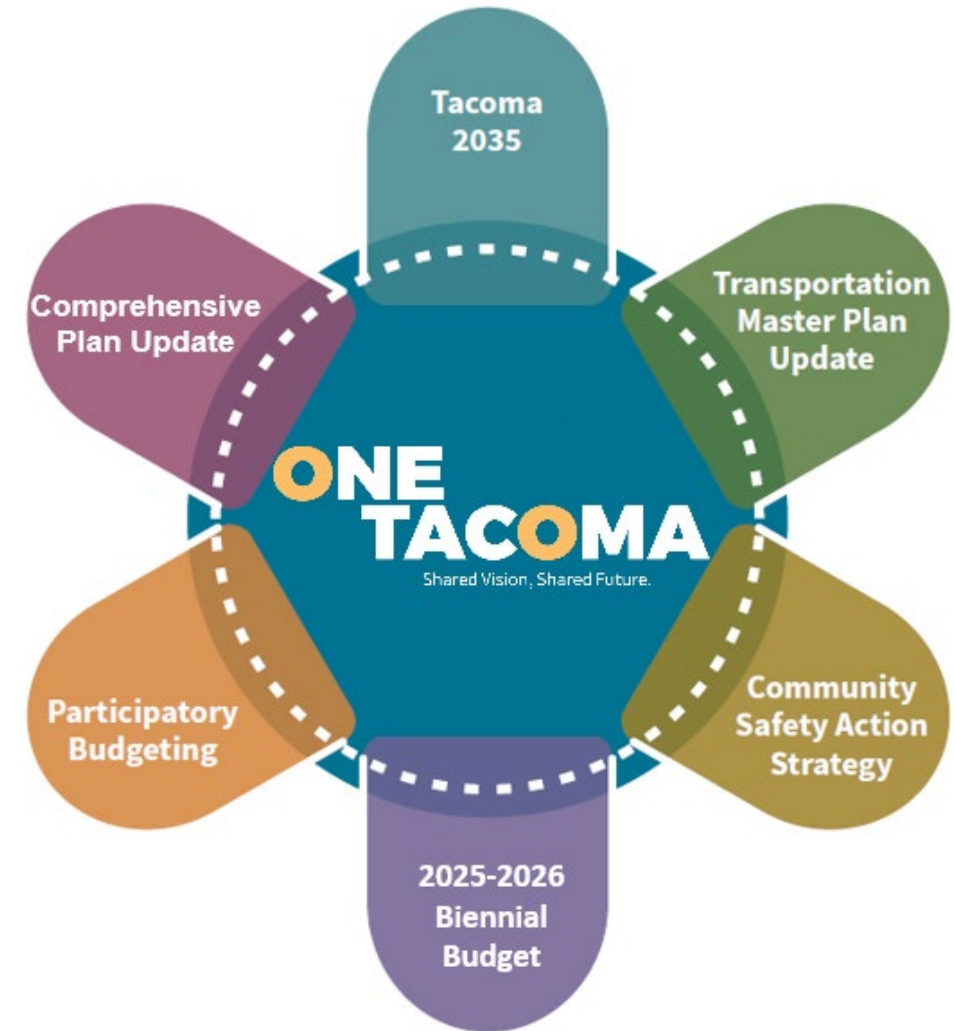 Tacoma
2035
Transportation
Master Plan
Update
Community
Safety Action
Strategy
2025-2026
Biennial
Budget
Participatory
Budgeting
Comprehensive
Plan Update
ONE
TACOMA
Shared Vision, Shared Future.